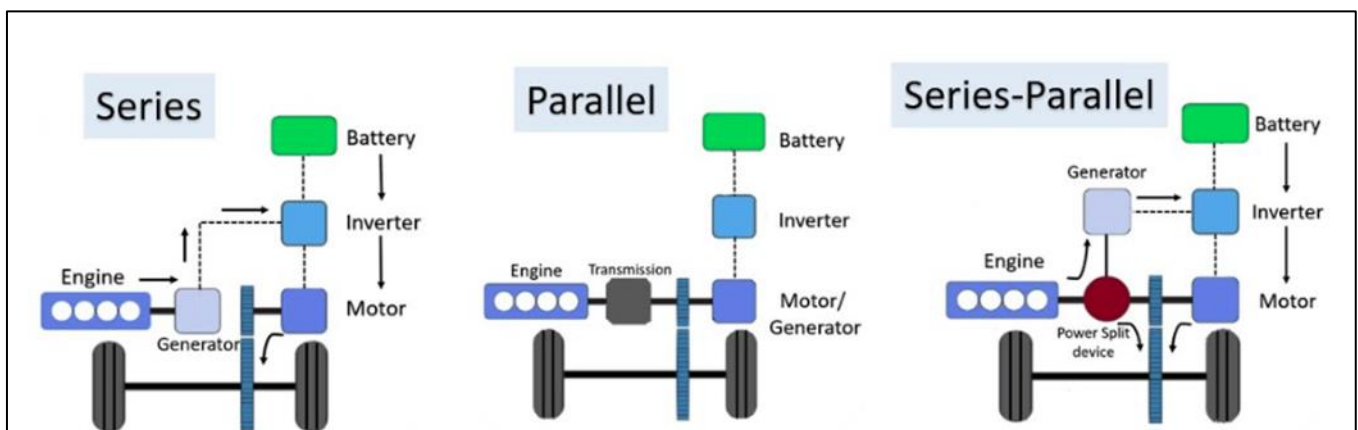 Series
Battery
Inverter
Engine
Motor
Generator
Parallel
Battery
Inverter
Engine
Transmission
Motor/
Generator
Series-Parallel
Battery
Generator
Inverter
Engine
Motor
Power Split
device